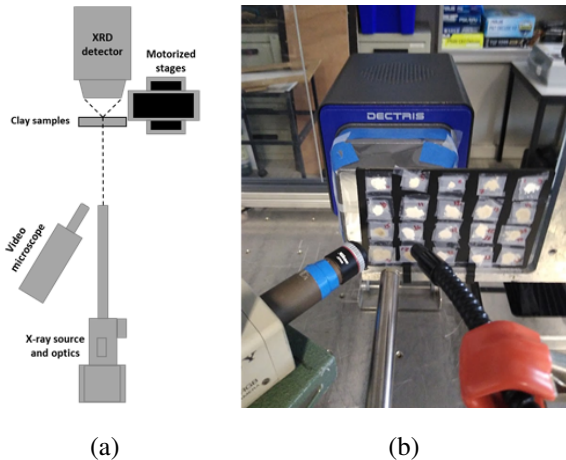 XRD
detector
Motorized
stages
Clay samples
Video
microscope
X-ray source
and optics
DECTRIS
(a)
(b)